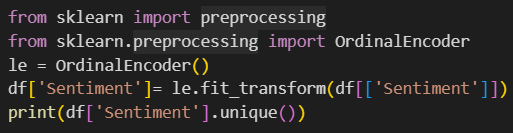 from sklearn import preprocessing
from sklearn.preprocessing import OrdinalEncoder
le = OrdinalEncoder()
df['Sentiment']= le.fit_transform(df[['Sentiment']])
print(df['Sentiment'].unique())